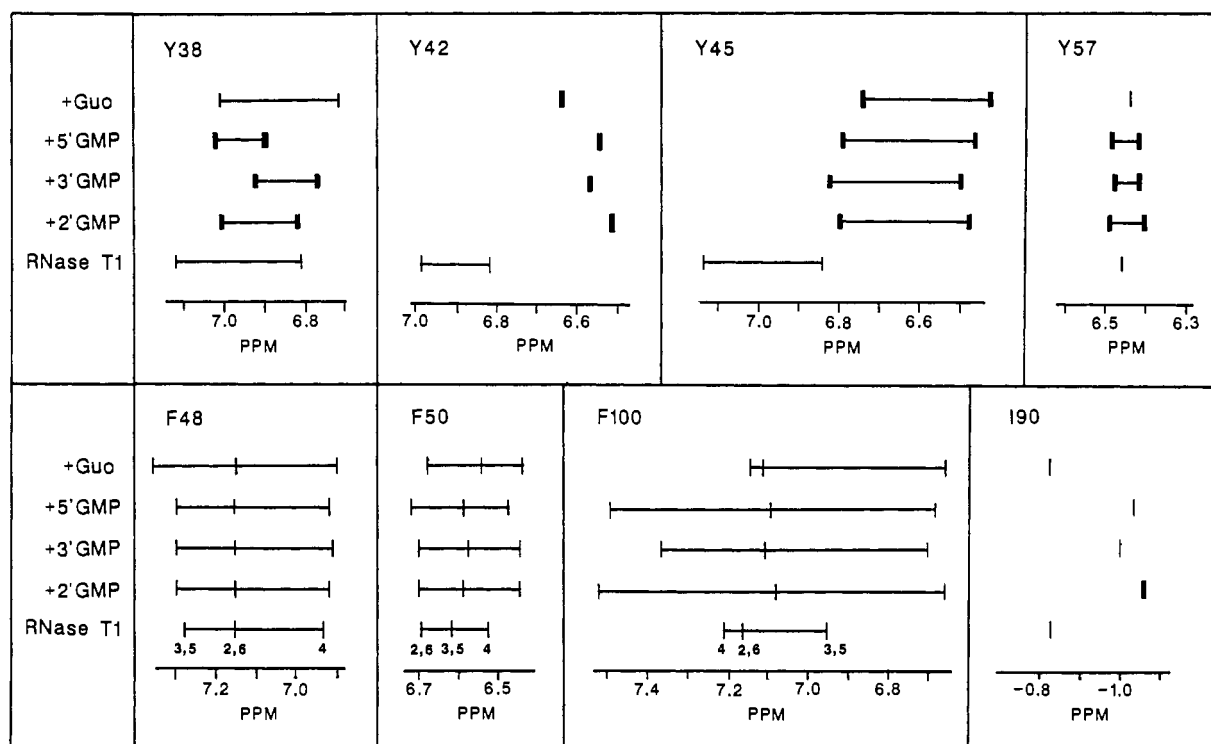 Y38 Y42 Y45 Y57
+Guo
+5'GMP
+3'GMP
+2'GMP
RNase T1
7.0 6.8 7.0 6.8 6.6 7.0 6.8 6.6 6.5 6.3
PPM PPM PPM PPM
F48 F50 F100 I90
+Guo
+5'GMP
+3'GMP
+2'GMP
RNase T1
3,5 2,6 4 2,6 3,5 4 4 2,6 3,5
7.2 7.0 6.7 6.5 7.4 7.2 7.0 6.8 -0.8 -1.0
PPM PPM PPM PPM